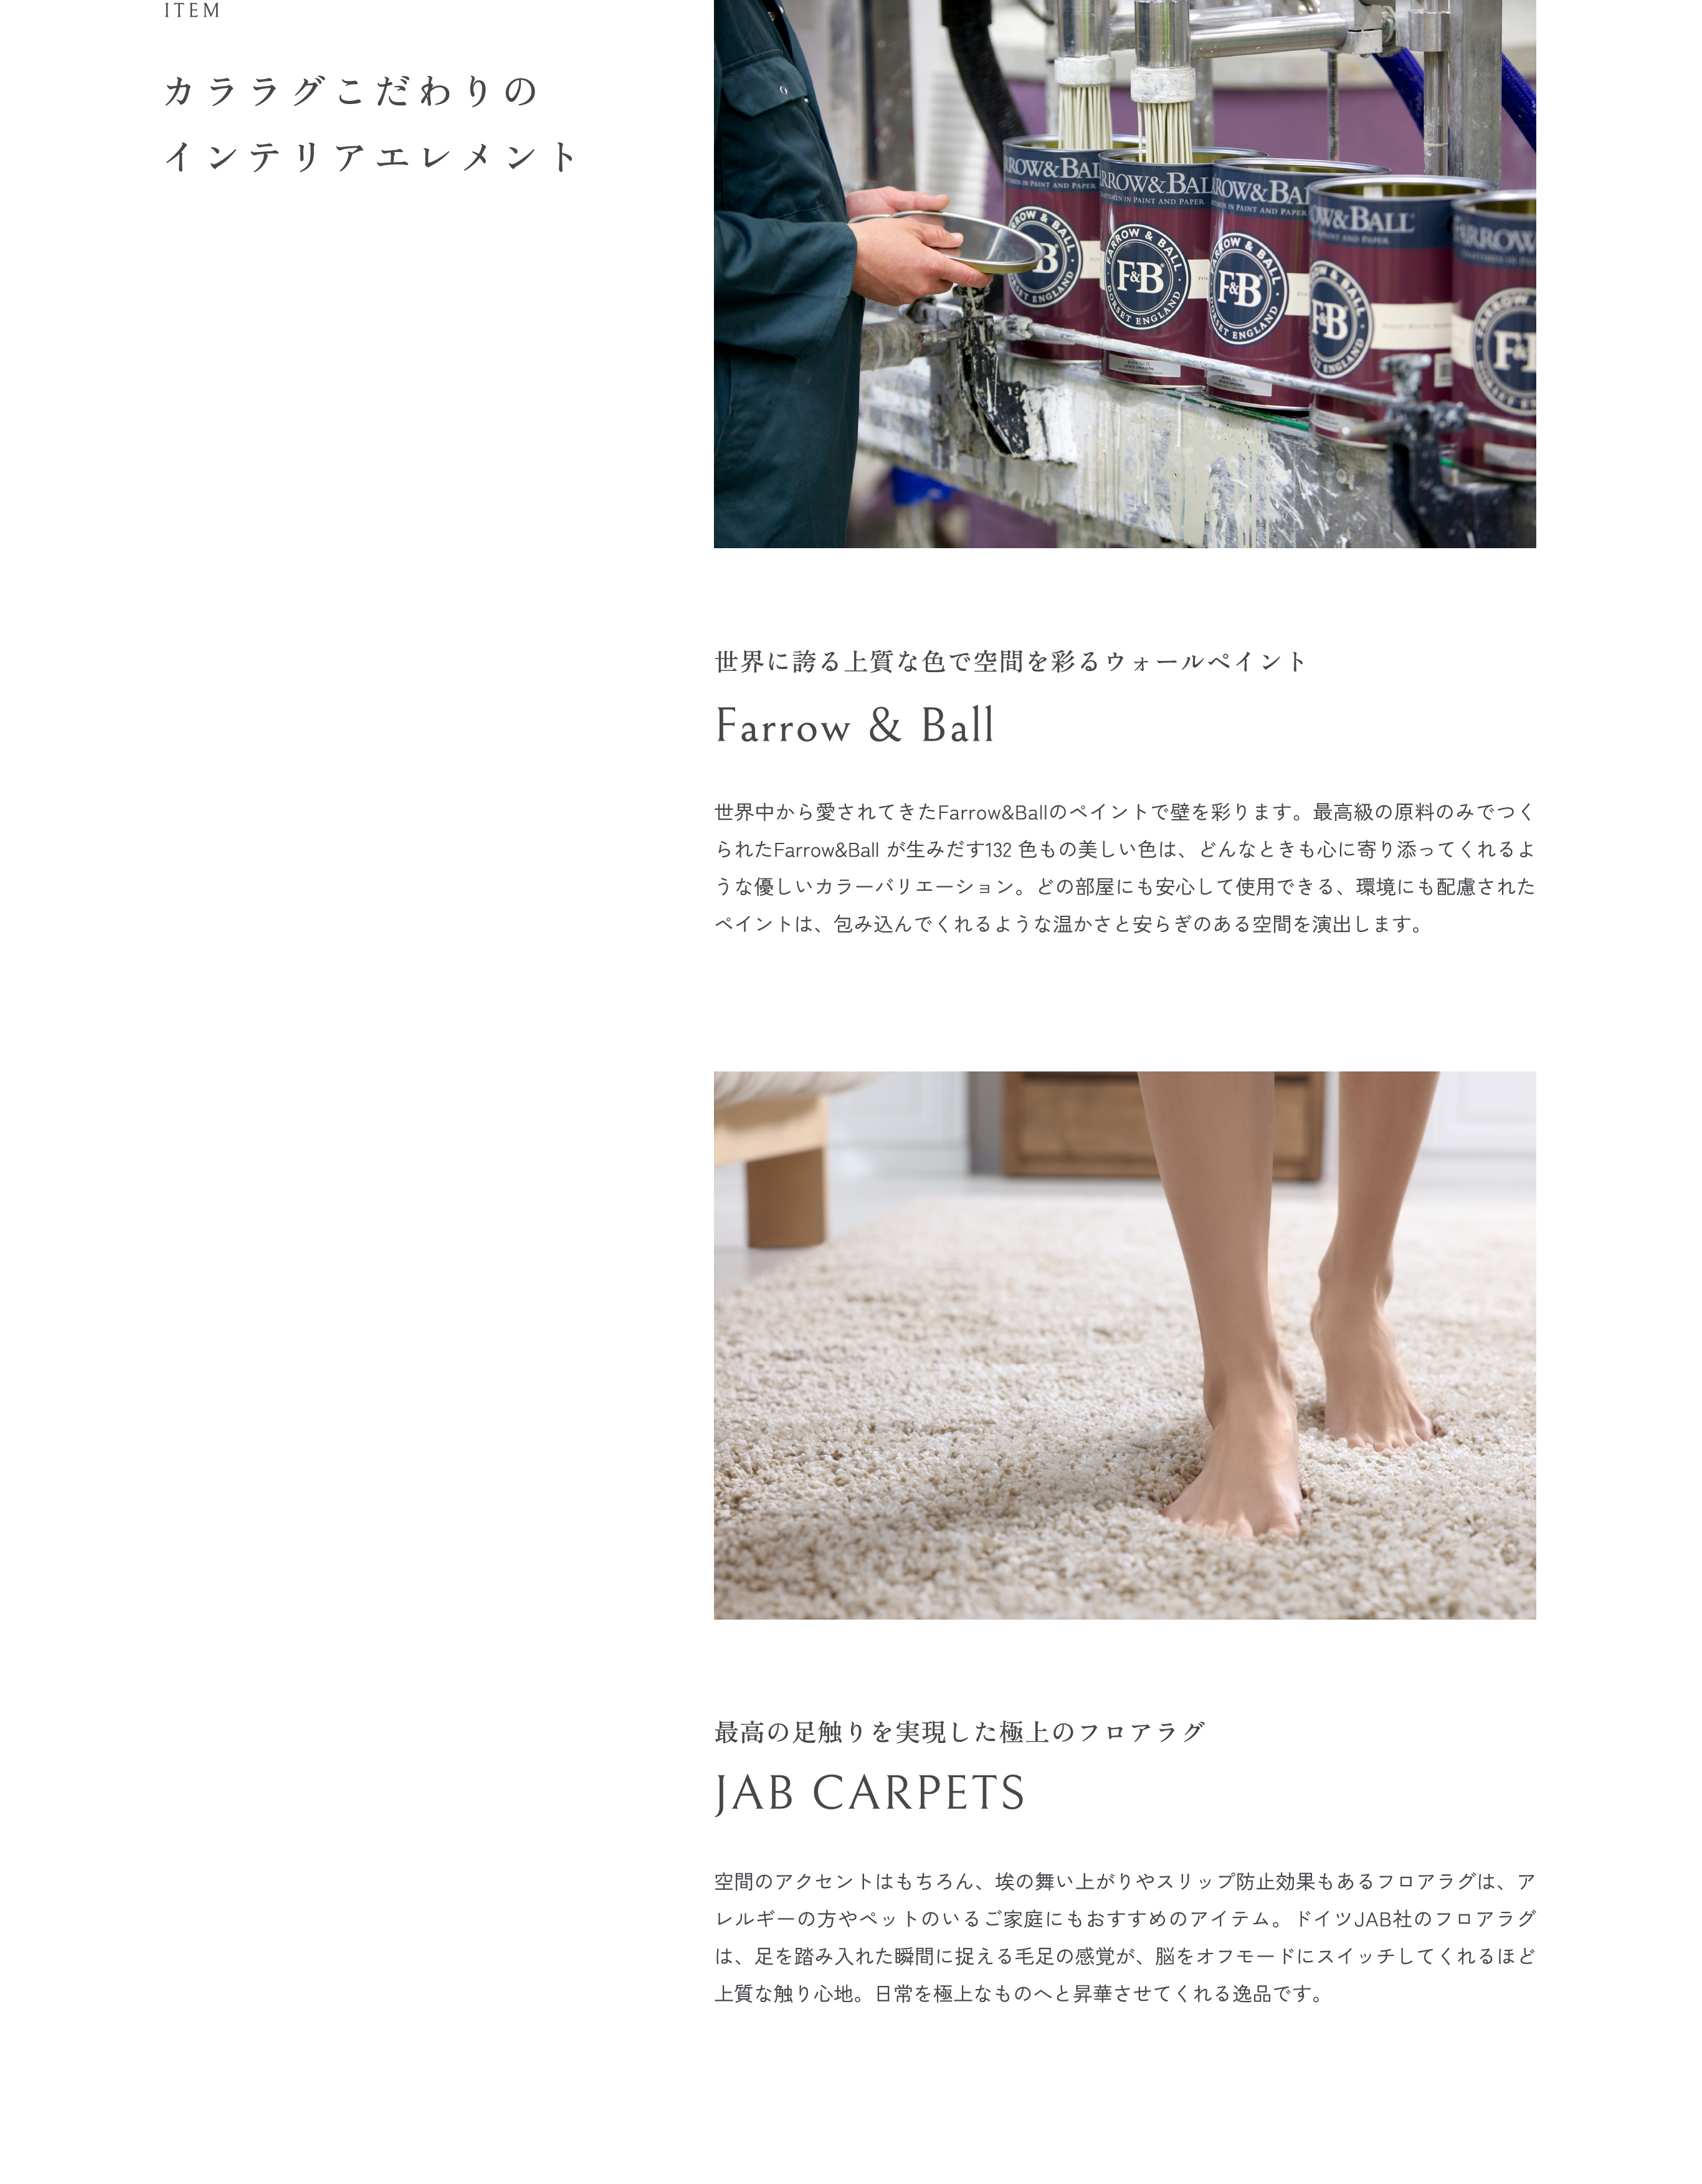 ITEM
カララグこだわりの
インテリアエレメント
FARROW & BALL
F&B
DORSET ENGLAND
世界に誇る上質な色で空間を彩るウォールペイント
Farrow & Ball
世界中から愛されてきたFarrow&Ballのペイントで壁を彩ります。最高級の原料のみでつく
られたFarrow&Ball が生みだす132 色もの美しい色は、どんなときも心に寄り添ってくれるよ
うな優しいカラーバリエーション。どの部屋にも安心して使用できる、環境にも配慮された
ペイントは、包み込んでくれるような温かさと安らぎのある空間を演出します。
最高の足触りを実現した極上のフロアラグ
JAB CARPETS
空間のアクセントはもちろん、埃の舞い上がりやスリップ防止効果もあるフロアラグは、ア
レルギーの方やペットのいるご家庭にもおすすめのアイテム。ドイツJAB社のフロアラグ
は、足を踏み入れた瞬間に捉える毛足の感覚が、脳をオフモードにスイッチしてくれるほど
上質な触り心地。日常を極上なものへと昇華させてくれる逸品です。